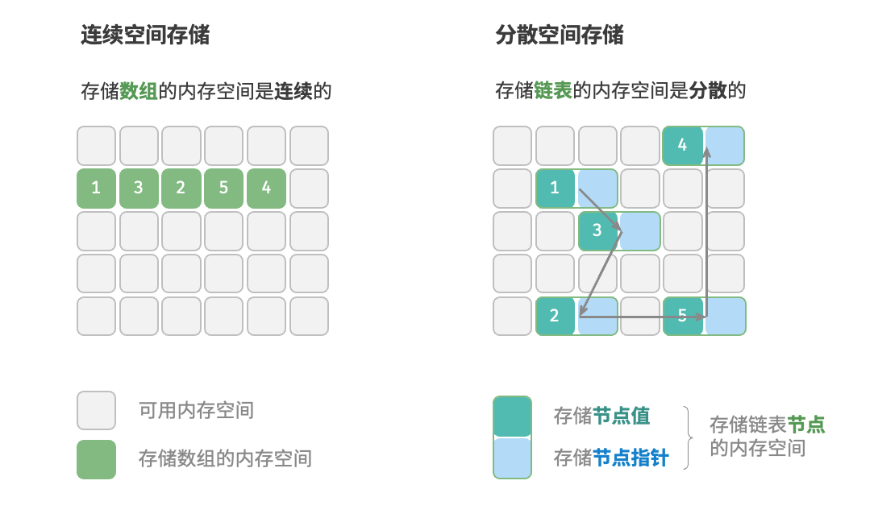 连续空间存储
存储数组的内存空间是连续的
1 3 2 5 4
可用内存空间
存储数组的内存空间
分散空间存储
存储链表的内存空间是分散的
4
1
3
2 5
存储节点值
存储节点指针
存储链表节点
的内存空间